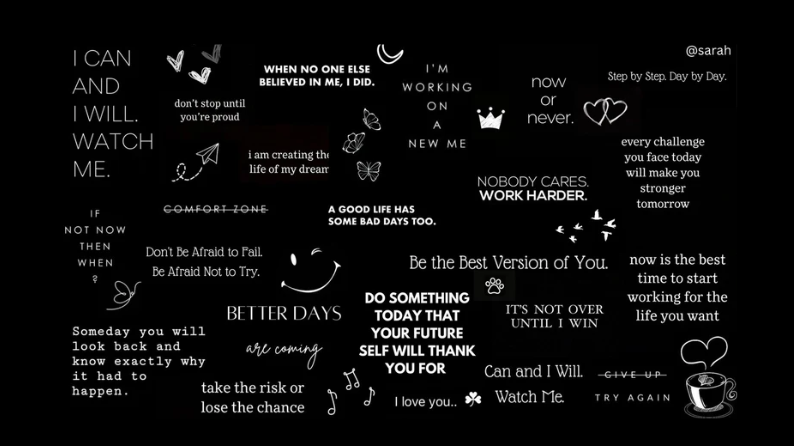 I CAN
AND
I WILL.
WATCH
ME.
don't stop until
you're proud
WHEN NO ONE ELSE
BELIEVED IN ME, I DID.
I'M
WORKING
ON
A
NEW ME
now
or
never.
@sarah
Step by Step. Day by Day.
i am creating the
life of my dream
every challenge
you face today
will make you
stronger
tomorrow
NOBODY CARES.
WORK HARDER.
IF
NOT NOW
THEN
WHEN
?
COMFORT ZONE
A GOOD LIFE HAS
SOME BAD DAYS TOO.
Don't Be Afraid to Fail.
Be Afraid Not to Try.
Be the Best Version of You.
now is the best
time to start
working for the
life you want
BETTER DAYS
are coming
DO SOMETHING
TODAY THAT
YOUR FUTURE
SELF WILL THANK
YOU FOR
IT'S NOT OVER
UNTIL I WIN
Someday you will
look back and
know exactly why
it had to
happen.
take the risk or
lose the chance
I love you..
Can and I Will.
Watch Me.
GIVE UP
TRY AGAIN